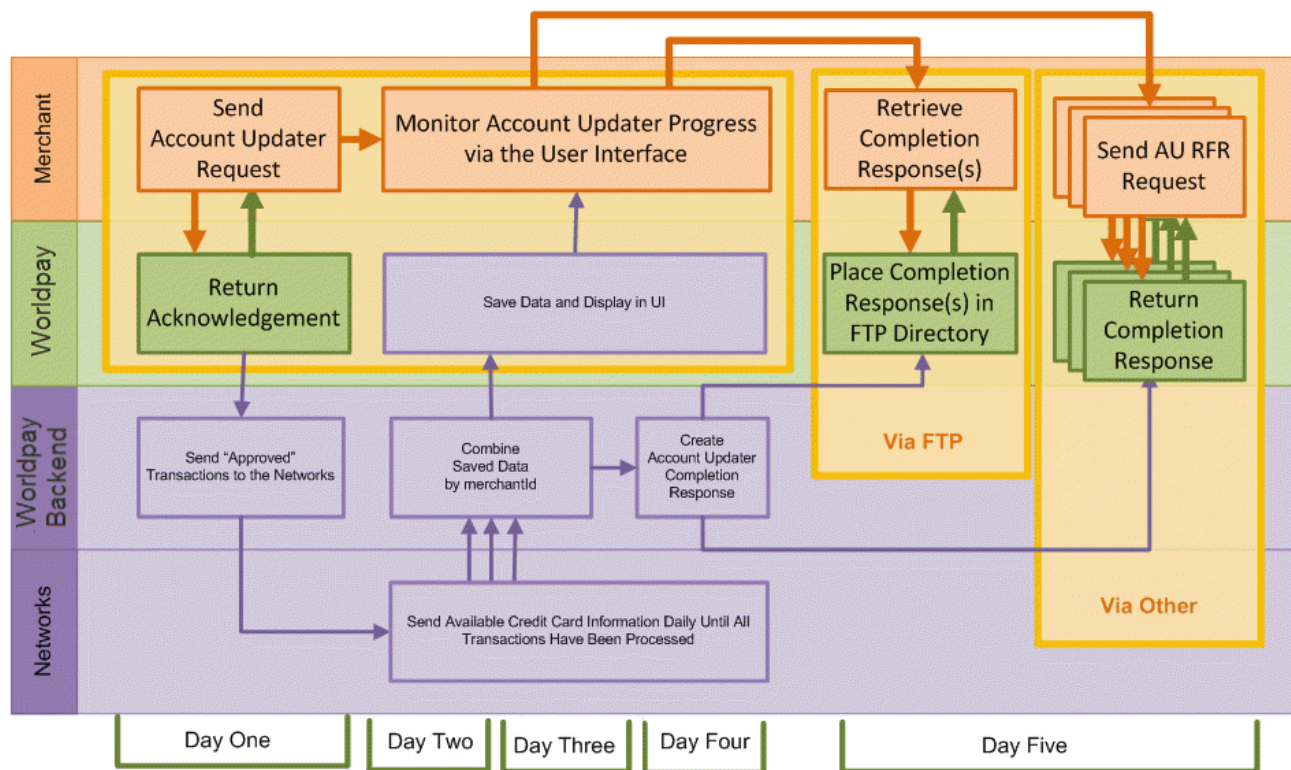 Merchant
Send
Account Updater
Request
Monitor Account Updater Progress
via the User Interface
Retrieve
Completion
Response(s)
Send AU RFR
Request
Worldpay
Return
Acknowledgement
Save Data and Display in UI
Place Completion
Response(s) in
FTP Directory
Return
Completion
Response
Worldpay
Backend
Send “Approved”
Transactions to the Networks
Combine
Saved Data
by merchantId
Create
Account Updater
Completion
Response
Via FTP
Networks
Send Available Credit Card Information Daily Until All
Transactions Have Been Processed
Via Other
Day One
Day Two
Day Three
Day Four
Day Five